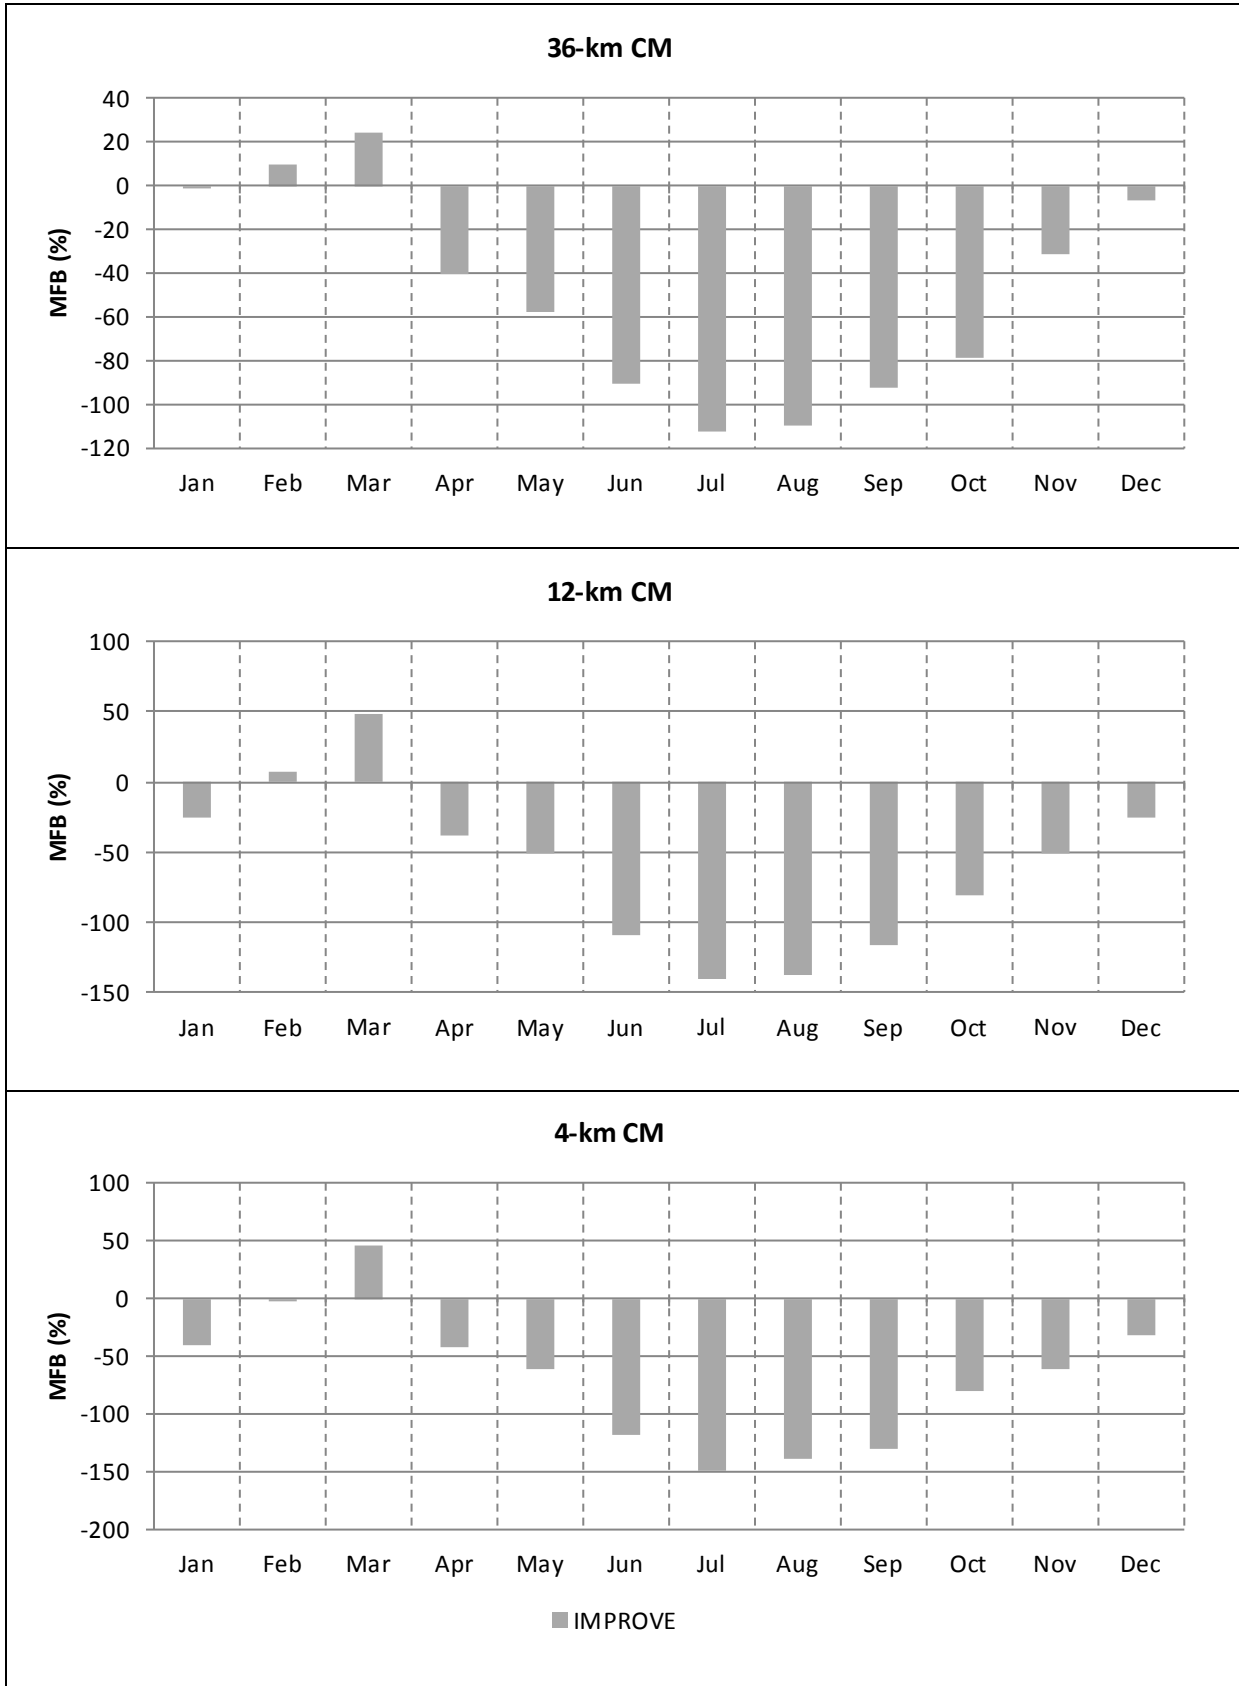 36-km CM
40
20
0
-20
-40
-60
-80
-100
-120
MFB (%)
Jan Feb Mar Apr May Jun Jul Aug Sep Oct Nov Dec
12-km CM
100
50
0
-50
-100
-150
MFB (%)
Jan Feb Mar Apr May Jun Jul Aug Sep Oct Nov Dec
4-km CM
100
50
0
-50
-100
-150
-200
MFB (%)
Jan Feb Mar Apr May Jun Jul Aug Sep Oct Nov Dec
IMPROVE